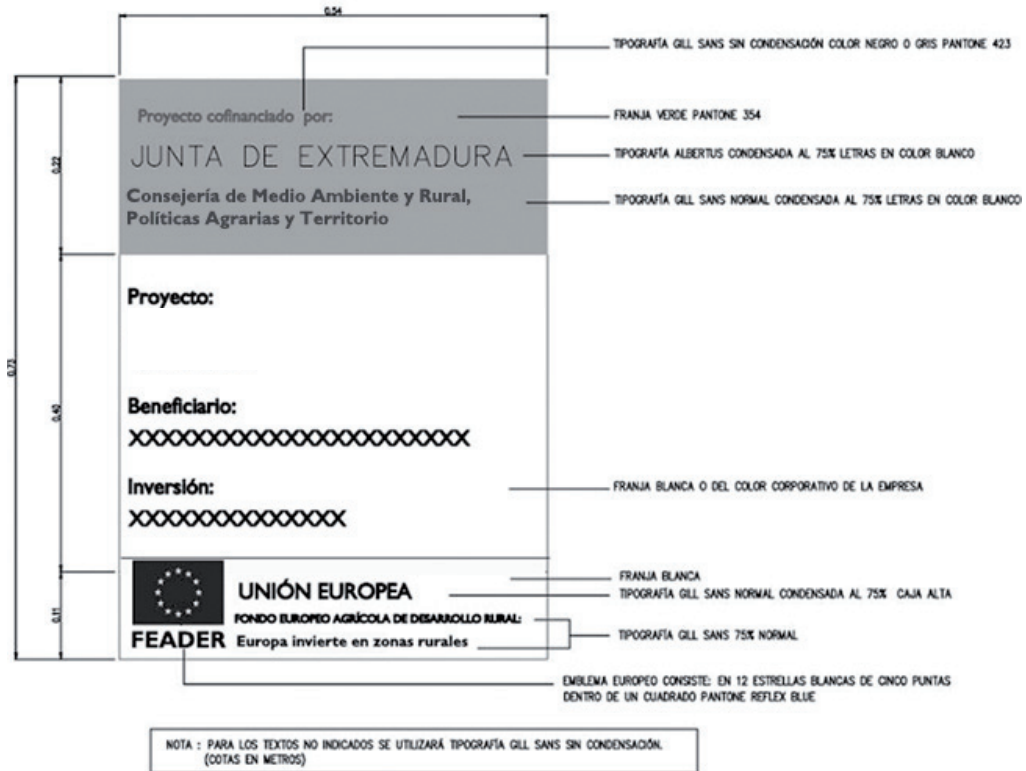 0.54
TIPOGRAFÍA GILL SANS SIN CONDENSACIÓN COLOR NEGRO O GRIS PANTONE 423
Proyecto cofinanciado por:
FRANJA VERDE PANTONE 354
JUNTA DE EXTREMADURA
TIPOGRAFÍA ALBERTUS CONDENSADA AL 75% LETRAS EN COLOR BLANCO
0.22
Consejería de Medio Ambiente y Rural,
Políticas Agrarias y Territorio
TIPOGRAFÍA GILL SANS NORMAL CONDENSADA AL 75% LETRAS EN COLOR BLANCO
Proyecto:
0.73
0.40
Beneficiario:
XXXXXXXXXXXXXXXXXXXXXX
Inversión:
XXXXXXXXXXXXXX
FRANJA BLANCA O DEL COLOR CORPORATIVO DE LA EMPRESA
FRANJA BLANCA
UNIÓN EUROPEA
TIPOGRAFÍA GILL SANS NORMAL CONDENSADA AL 75% CAJA ALTA
0.11
FONDO EUROPEO AGRÍCOLA DE DESARROLLO RURAL:
FEADER
Europa invierte en zonas rurales
TIPOGRAFÍA GILL SANS 75% NORMAL
EMBLEMA EUROPEO CONSISTE: EN 12 ESTRELLAS BLANCAS DE CINCO PUNTAS
DENTRO DE UN CUADRADO PANTONE REFLEX BLUE
NOTA : PARA LOS TEXTOS NO INDICADOS SE UTILIZARÁ TIPOGRAFÍA GILL SANS SIN CONDENSACIÓN.
(COTAS EN METROS)